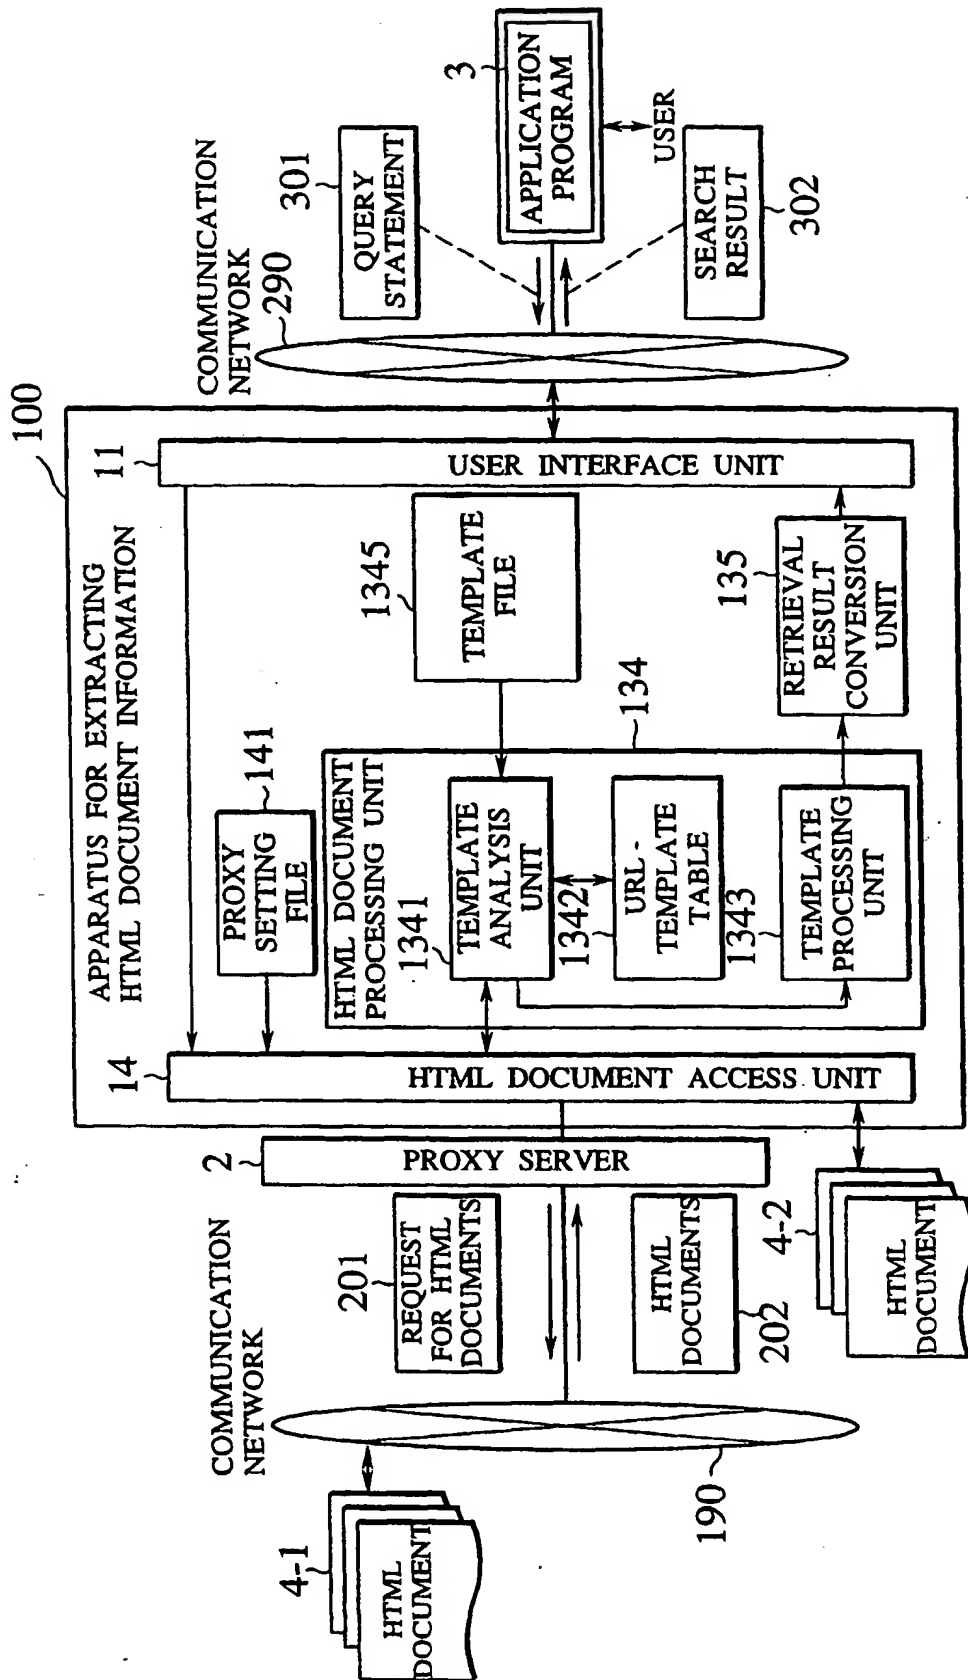 100
APPARATUS FOR EXTRACTING
HTML DOCUMENT INFORMATION
COMMUNICATION
NETWORK
190
4-1
HTML
DOCUMENT
201
REQUEST
FOR HTML
DOCUMENTS
HTML
DOCUMENTS
202
2
PROXY SERVER
4-2
HTML
DOCUMENT
14
HTML DOCUMENT ACCESS UNIT
PROXY
SETTING
FILE
141
HTML DOCUMENT
PROCESSING UNIT
134
1341
TEMPLATE
ANALYSIS
UNIT
1342
URL -
TEMPLATE
TABLE
1343
TEMPLATE
PROCESSING
UNIT
1345
TEMPLATE
FILE
135
RETRIEVAL
RESULT
CONVERSION
UNIT
11
USER INTERFACE UNIT
COMMUNICATION
NETWORK
290
301
QUERY
STATEMENT
3
APPLICATION
PROGRAM
USER
SEARCH
RESULT
302